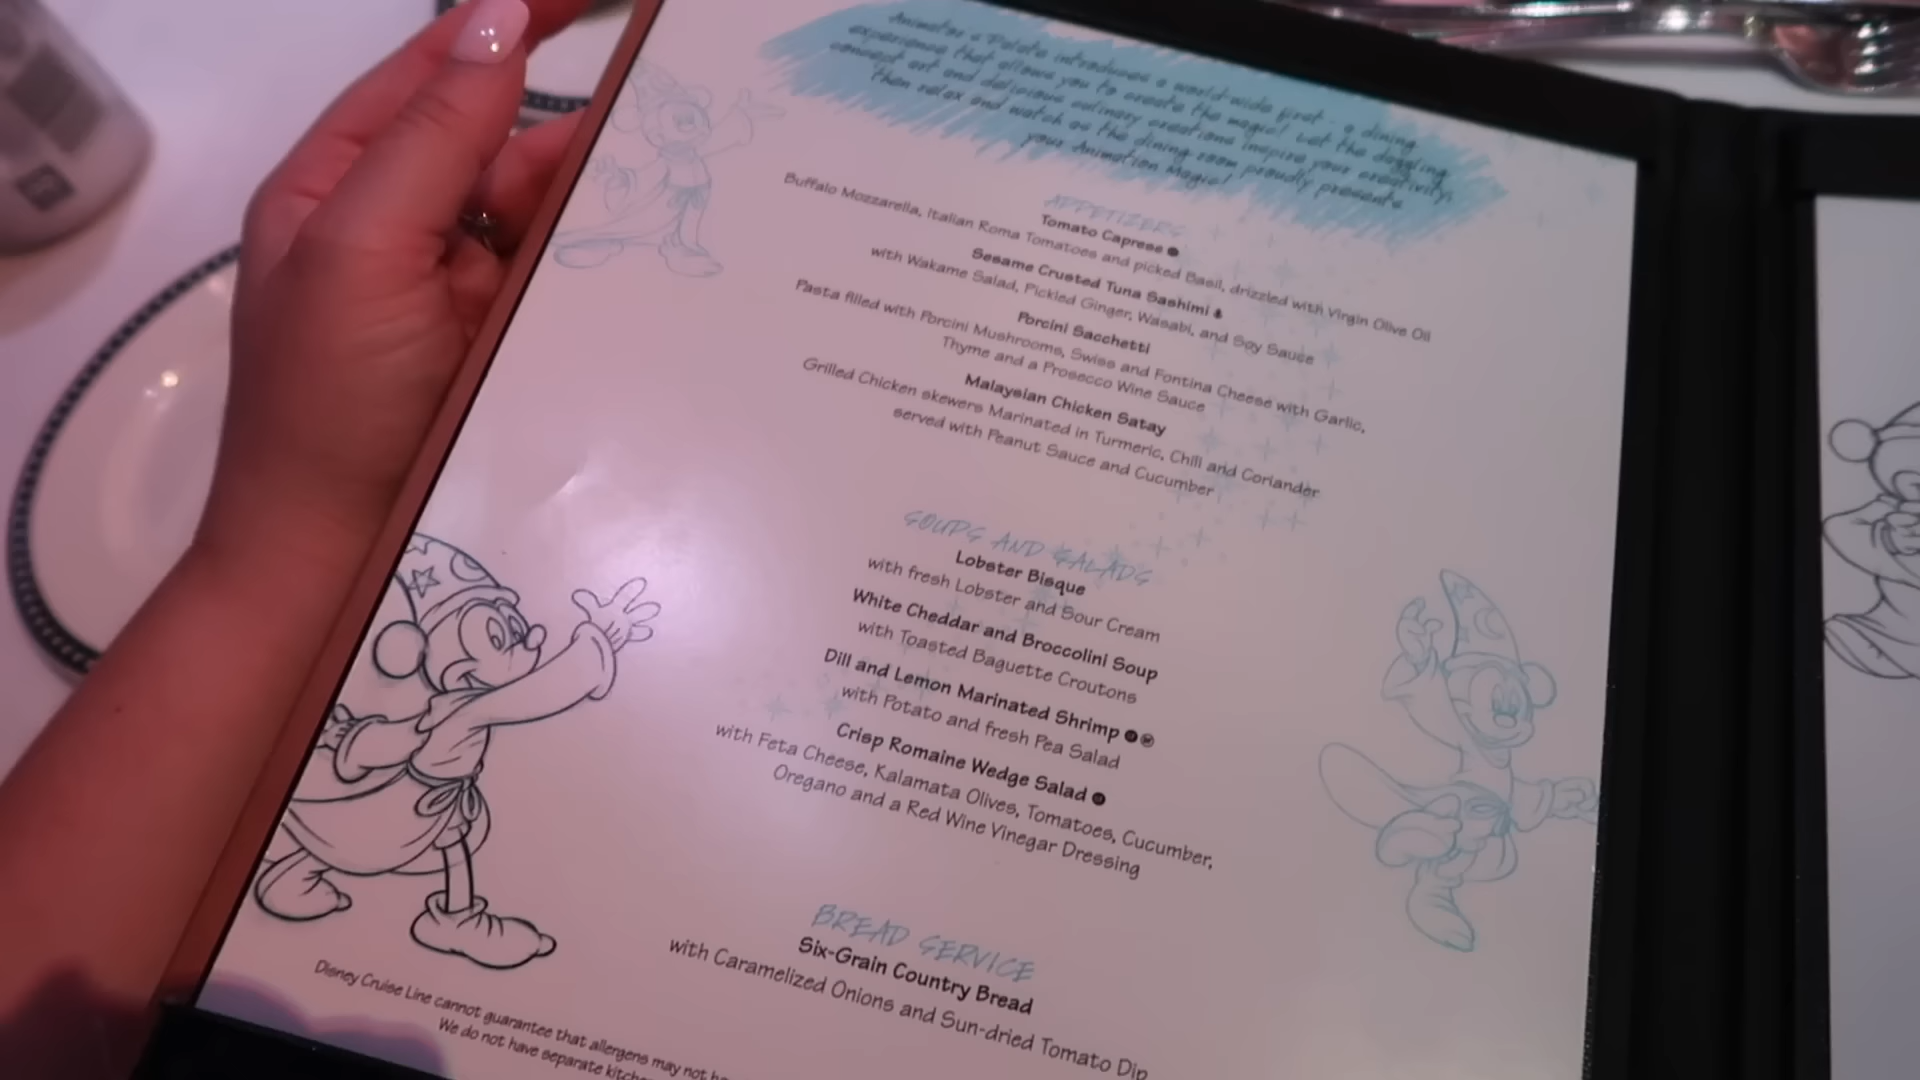 Animator's Palate introduces a world-wide first - a dining
experience that allows you to create the magic! Let the dazzling
concept art and delicious culinary creations inspire your creativity,
then relax and watch as the dining room proudly presents
your Animation Magic!
APPETIZERS
Tomato Caprese
Buffalo Mozzarella, Italian Roma Tomatoes and picked Basil, drizzled with Virgin Olive Oil
Sesame Crusted Tuna Sashimi
with Wakame Salad, Pickled Ginger, Wasabi, and Soy Sauce
Porcini Sacchetti
Pasta filled with Porcini Mushrooms, Swiss and Fontina Cheese with Garlic,
Thyme and a Prosecco Wine Sauce
Malaysian Chicken Satay
Grilled Chicken skewers Marinated in Turmeric, Chili and Coriander
served with Peanut Sauce and Cucumber
SOUPS AND SALADS
Lobster Bisque
with fresh Lobster and Sour Cream
White Cheddar and Broccolini Soup
with Toasted Baguette Croutons
Dill and Lemon Marinated Shrimp
with Potato and fresh Pea Salad
Crisp Romaine Wedge Salad
with Feta Cheese, Kalamata Olives, Tomatoes, Cucumber,
Oregano and a Red Wine Vinegar Dressing
BREAD SERVICE
Six-Grain Country Bread
with Caramelized Onions and Sun-dried Tomato Dip
Disney Cruise Line cannot guarantee that allergens may not
We do not have separate